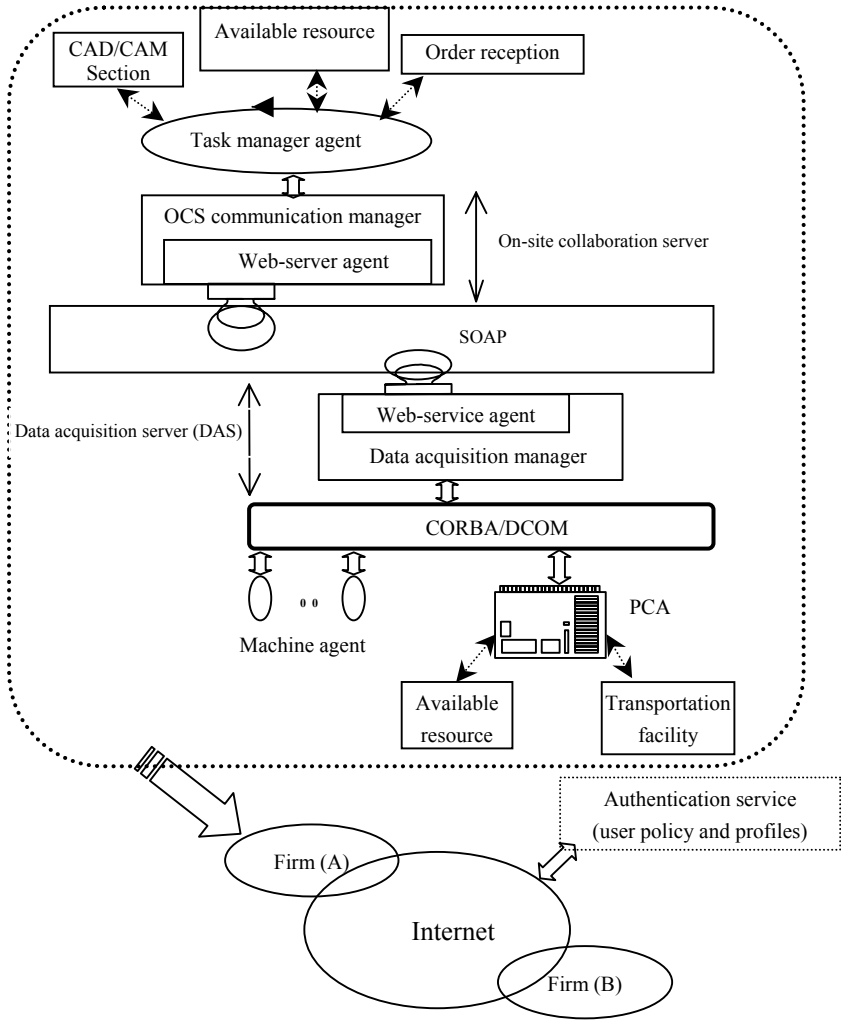 CAD/CAM
Section
Available resource
Order reception
Task manager agent
OCS communication manager
Web-server agent
On-site collaboration server
SOAP
Data acquisition server (DAS)
Web-service agent
Data acquisition manager
CORBA/DCOM
Machine agent
PCA
Available
resource
Transportation
facility
Authentication service
(user policy and profiles)
Firm (A)
Internet
Firm (B)